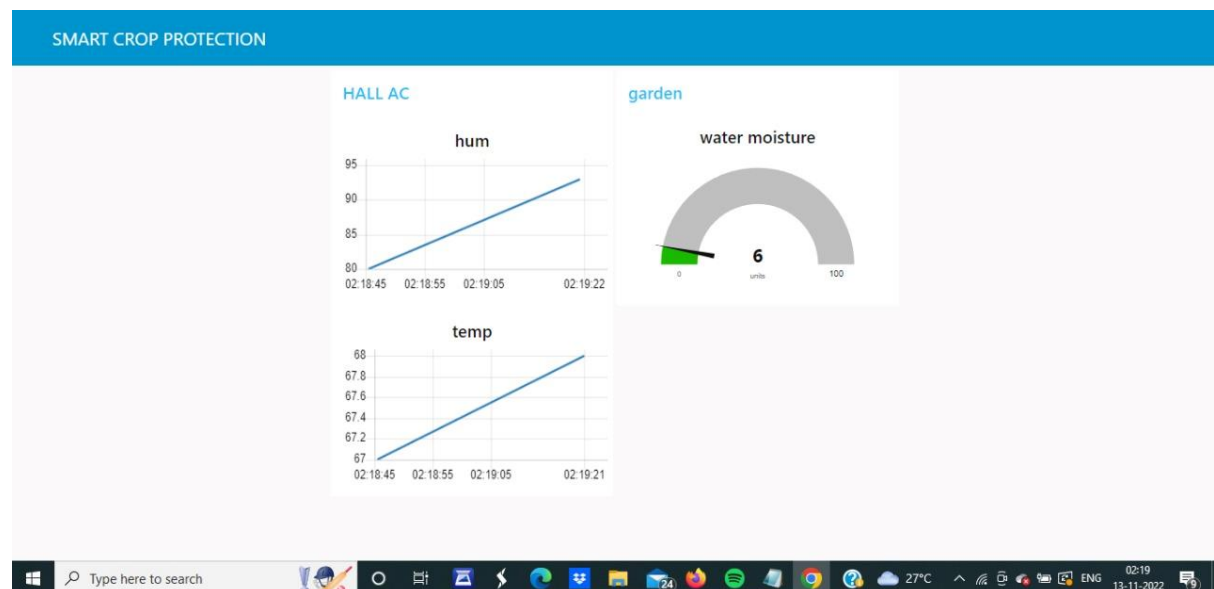 SMART CROP PROTECTION
HALL AC
hum
95
90
85
80
02:18:45 02:18:55 02:19:05 02:19:22
temp
68
67.8
67.6
67.4
67.2
67
02:18:45 02:18:55 02:19:05 02:19:21
garden
water moisture
6
0 units 100
Type here to search
24
27°C
ENG
02:19
13-11-2022
9